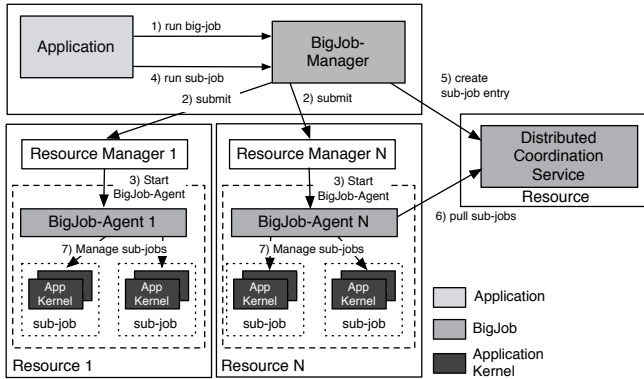 Application
1) run big-job
BigJob-
Manager
4) run sub-job
2) submit
2) submit
5) create
sub-job entry
Resource Manager 1
Resource Manager N
Distributed
Coordination
Service
Resource
3) Start
BigJob-Agent
3) Start
BigJob-Agent
BigJob-Agent 1
BigJob-Agent N
6) pull sub-jobs
7) Manage sub-jobs
7) Manage sub-jobs
App
Kernel
App
Kernel
App
Kernel
App
Kernel
sub-job
sub-job
sub-job
sub-job
Resource 1
Resource N
Application
BigJob
Application
Kernel